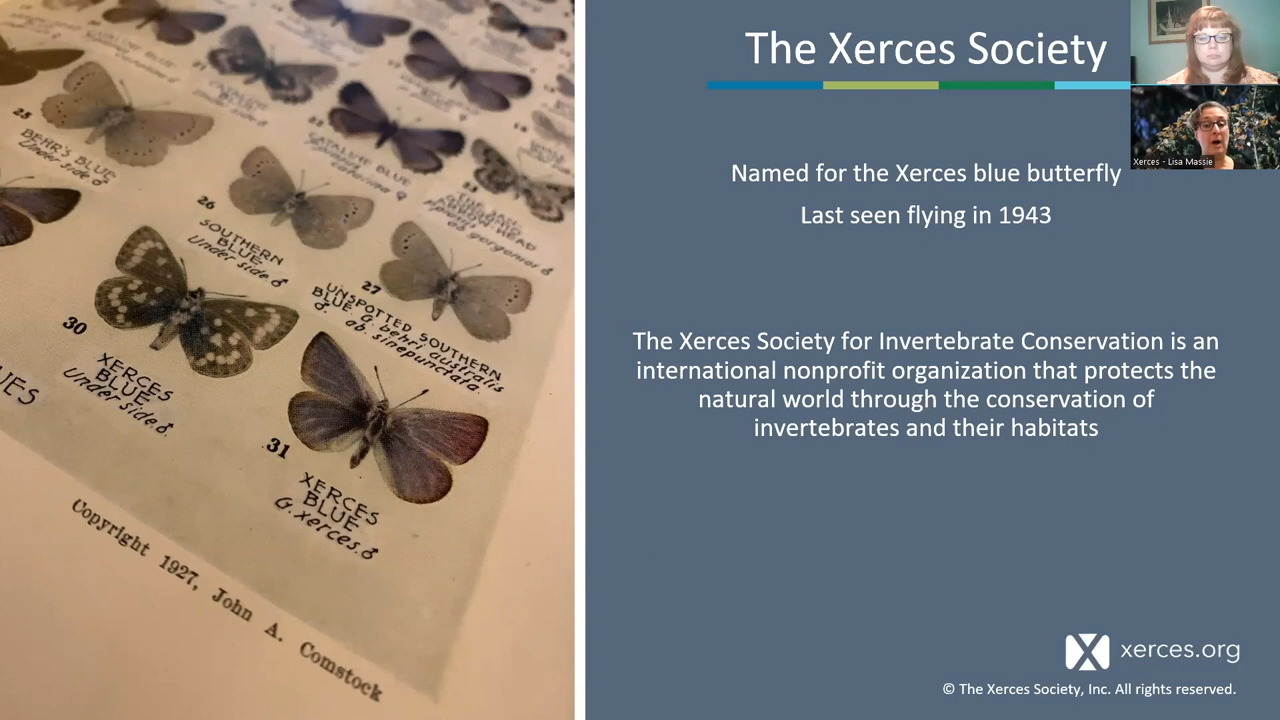 The Xerces Society
Named for the Xerces blue butterfly
Last seen flying in 1943
The Xerces Society for Invertebrate Conservation is an
international nonprofit organization that protects the
natural world through the conservation of
invertebrates and their habitats
xerces.org
© The Xerces Society, Inc. All rights reserved.
Xerces - Lisa Massie
25
BEHR'S BLUE
Under side ♂
CATALINA BLUE
♀
26
SOUTHERN
BLUE
Under side ♂
27
UNSPOTTED SOUTHERN
BLUE G. behri australis
♂. ab. sinepunctata.
30
XERCES
BLUE
Under side ♂.
31
XERCES
BLUE
G. xerces. ♂
UES
Copyright 1927, John A. Comstock